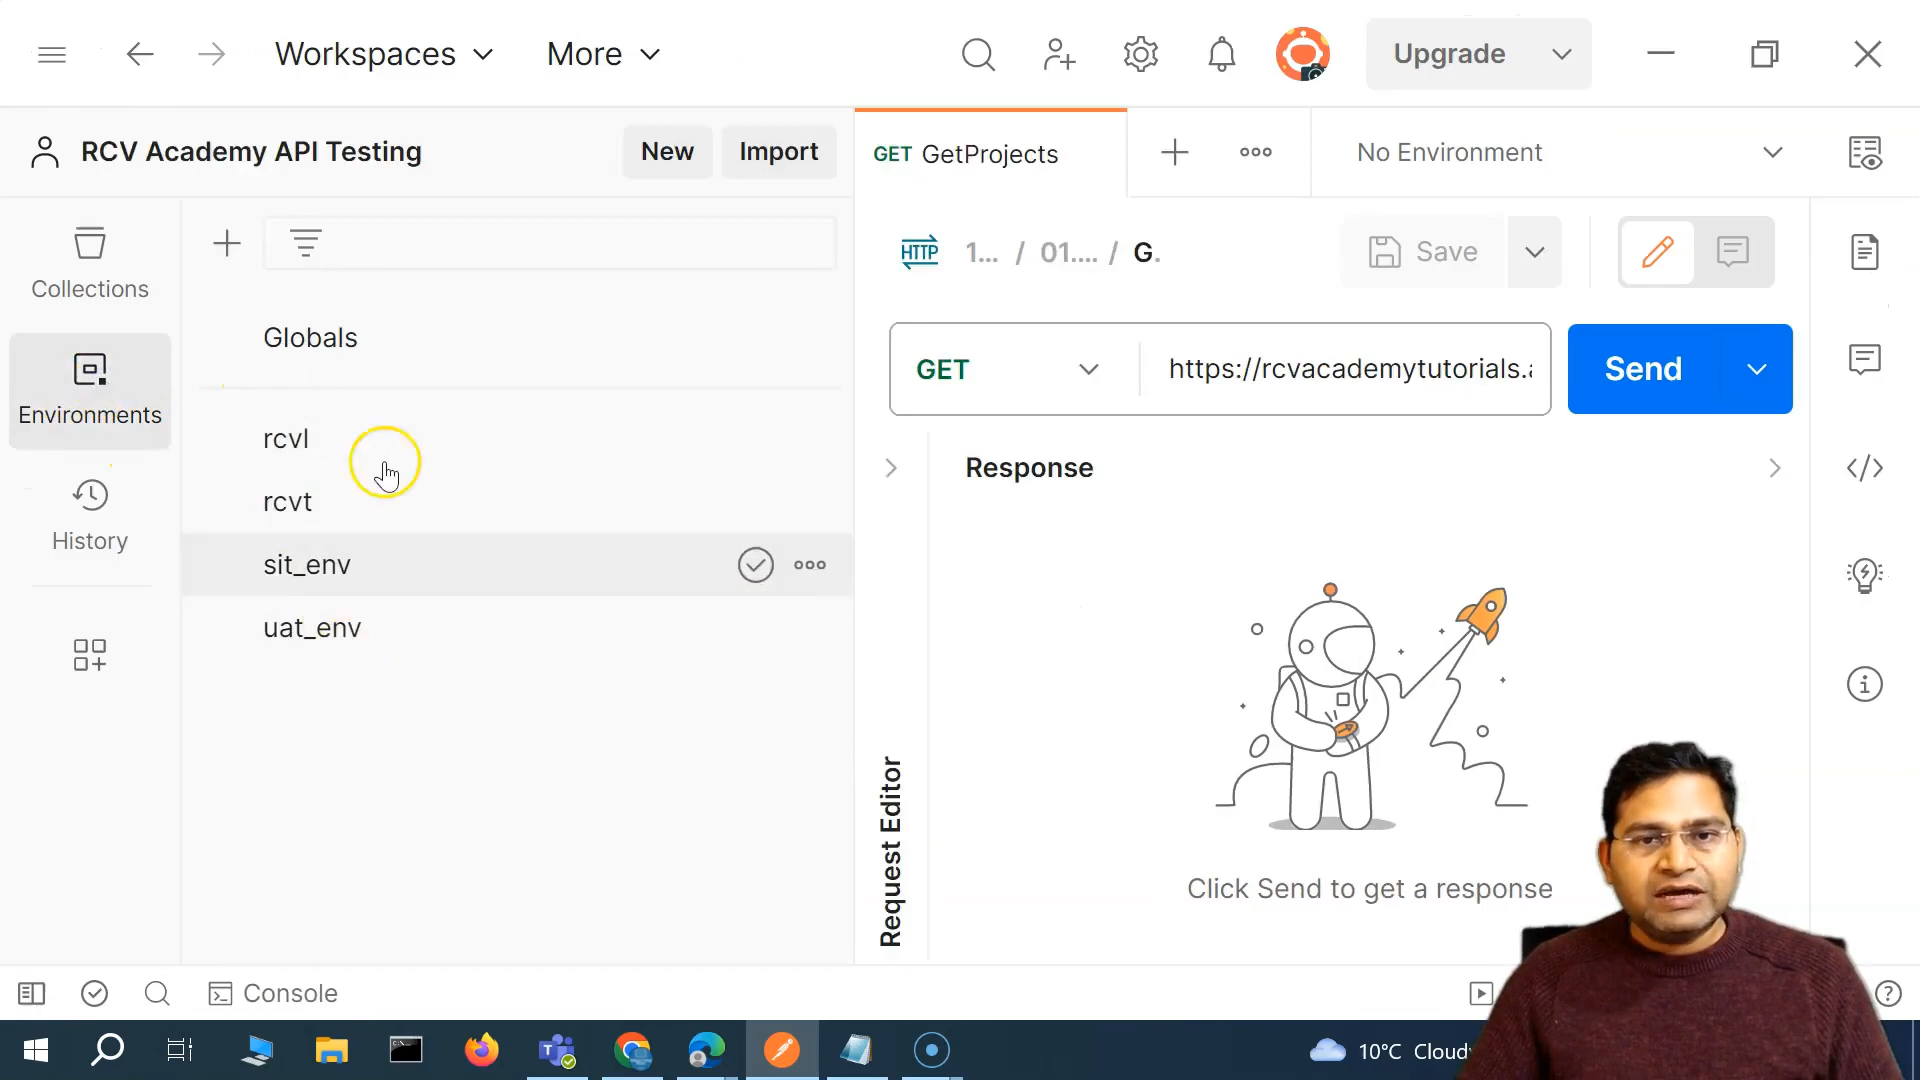 Workspaces
More
Upgrade
RCV Academy API Testing
New
Import
GET GetProjects
No Environment
Collections
Environments
History
Globals
rcvl
rcvt
sit_env
uat_env
HTTP
1... / 01.... / G.
Save
GET
https://rcvacademytutorials.a
Send
Response
Request Editor
Click Send to get a response
Console
10°C Cloudy